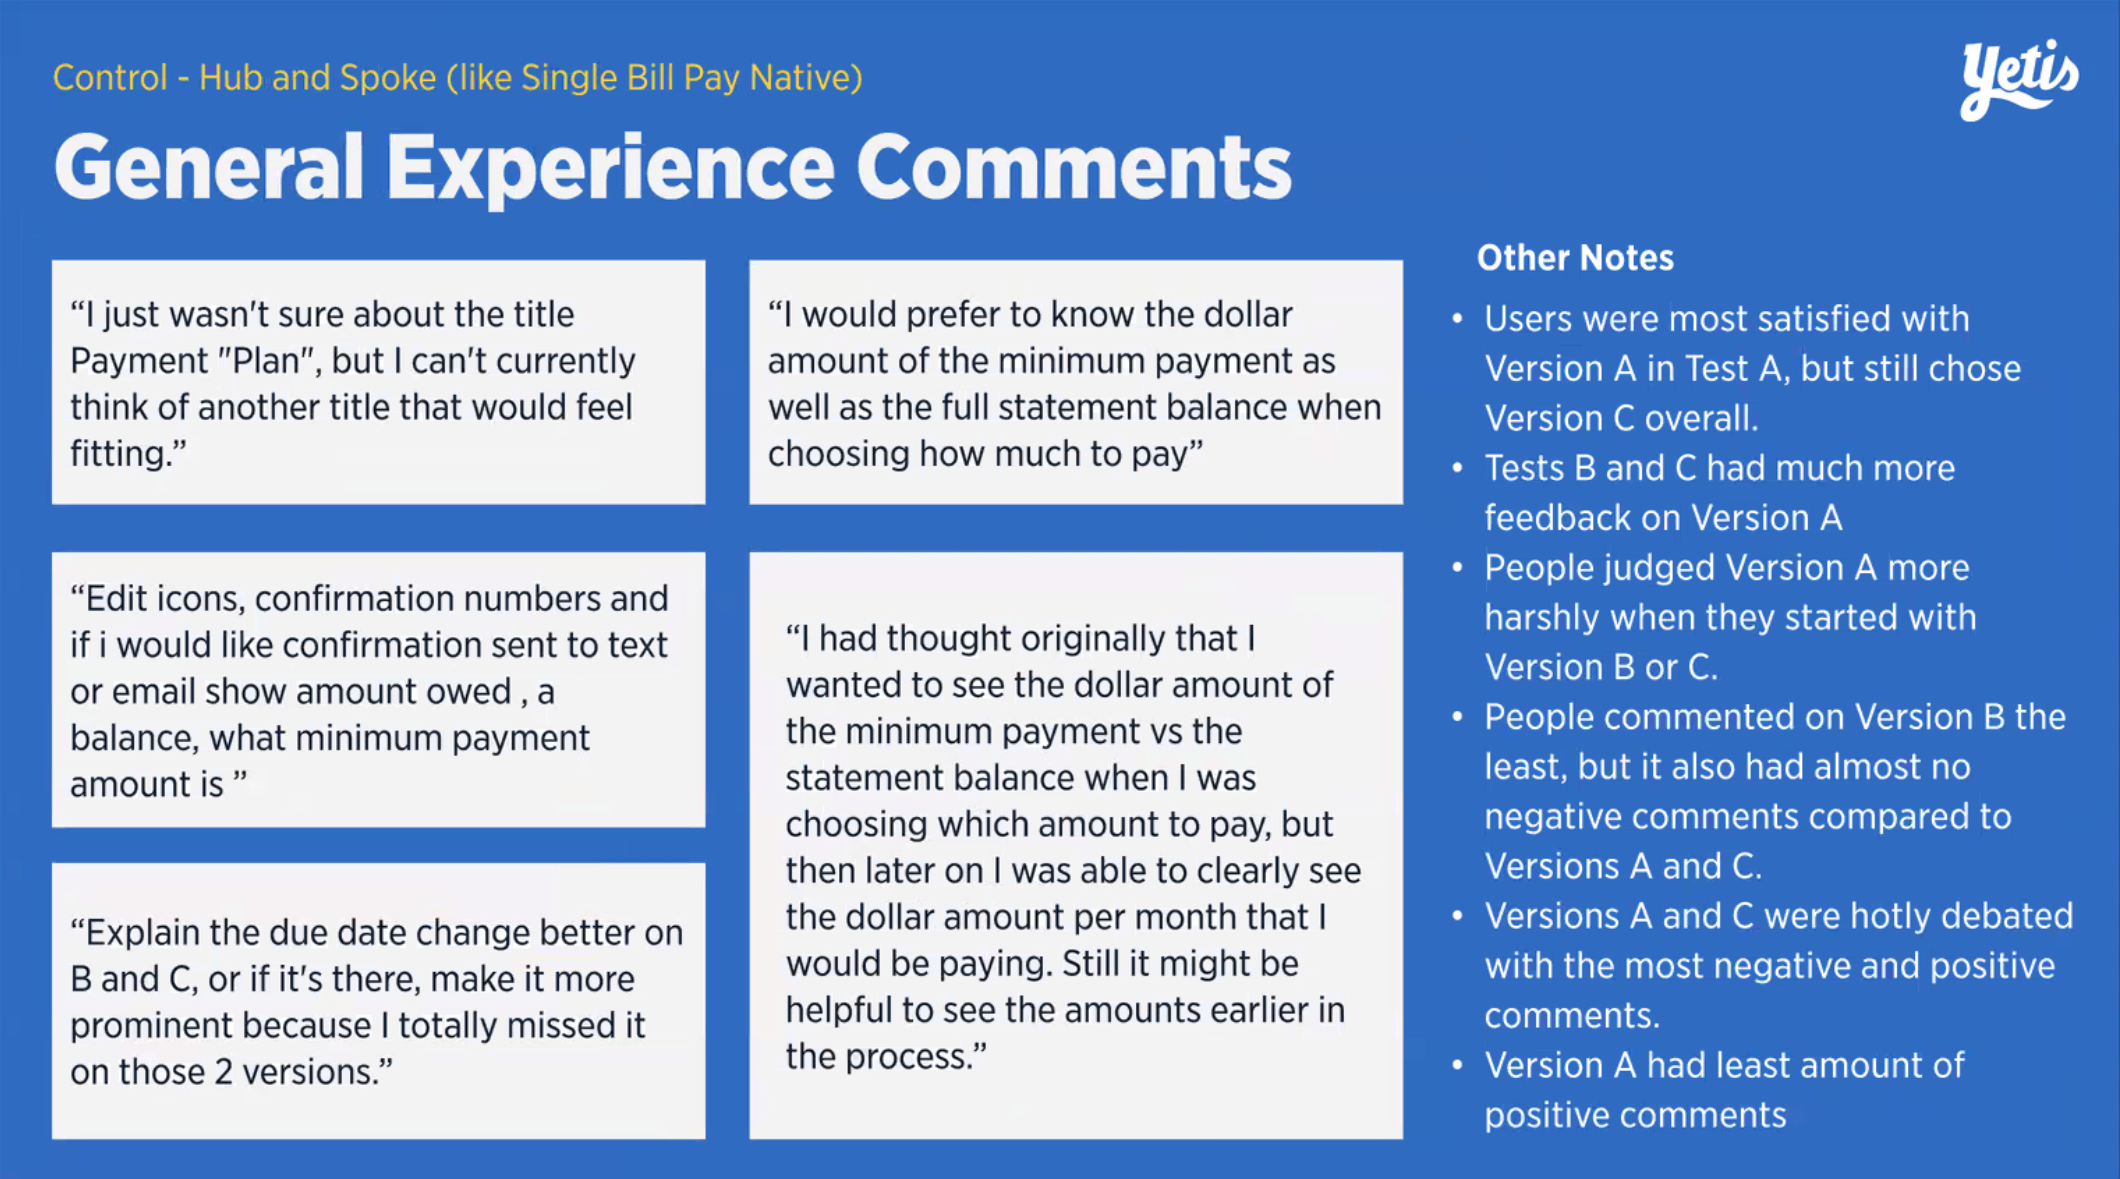 Control - Hub and Spoke (like Single Bill Pay Native)
Yetis
General Experience Comments
“I just wasn't sure about the title
Payment "Plan", but I can't currently
think of another title that would feel
fitting.”
“I would prefer to know the dollar
amount of the minimum payment as
well as the full statement balance when
choosing how much to pay”
“Edit icons, confirmation numbers and
if i would like confirmation sent to text
or email show amount owed , a
balance, what minimum payment
amount is ”
“I had thought originally that I
wanted to see the dollar amount of
the minimum payment vs the
statement balance when I was
choosing which amount to pay, but
then later on I was able to clearly see
the dollar amount per month that I
would be paying. Still it might be
helpful to see the amounts earlier in
the process.”
“Explain the due date change better on
B and C, or if it's there, make it more
prominent because I totally missed it
on those 2 versions.”
Other Notes
• Users were most satisfied with
Version A in Test A, but still chose
Version C overall.
• Tests B and C had much more
feedback on Version A
• People judged Version A more
harshly when they started with
Version B or C.
• People commented on Version B the
least, but it also had almost no
negative comments compared to
Versions A and C.
• Versions A and C were hotly debated
with the most negative and positive
comments.
• Version A had least amount of
positive comments